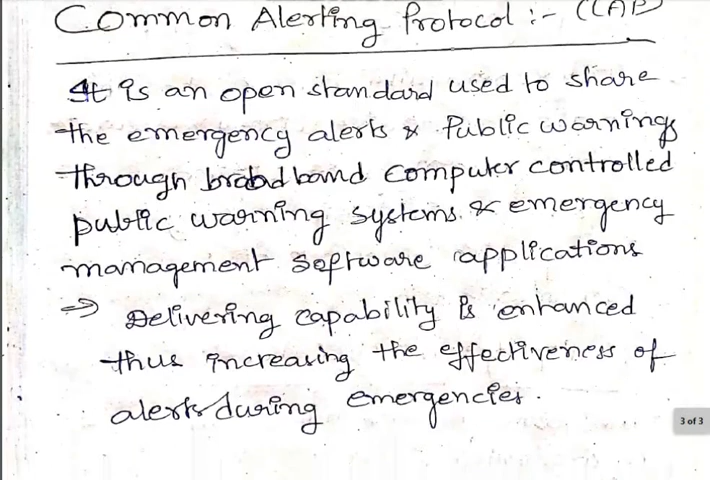 Common Alerting Protocol :- (CAP)
It is an open standard used to share
the emergency alerts & Public warnings
through broadband computer controlled
public warning systems & emergency
management software applications
⇒ Delivering capability is enhanced
thus increasing the effectiveness of
alerts during emergencies.
3 of 3